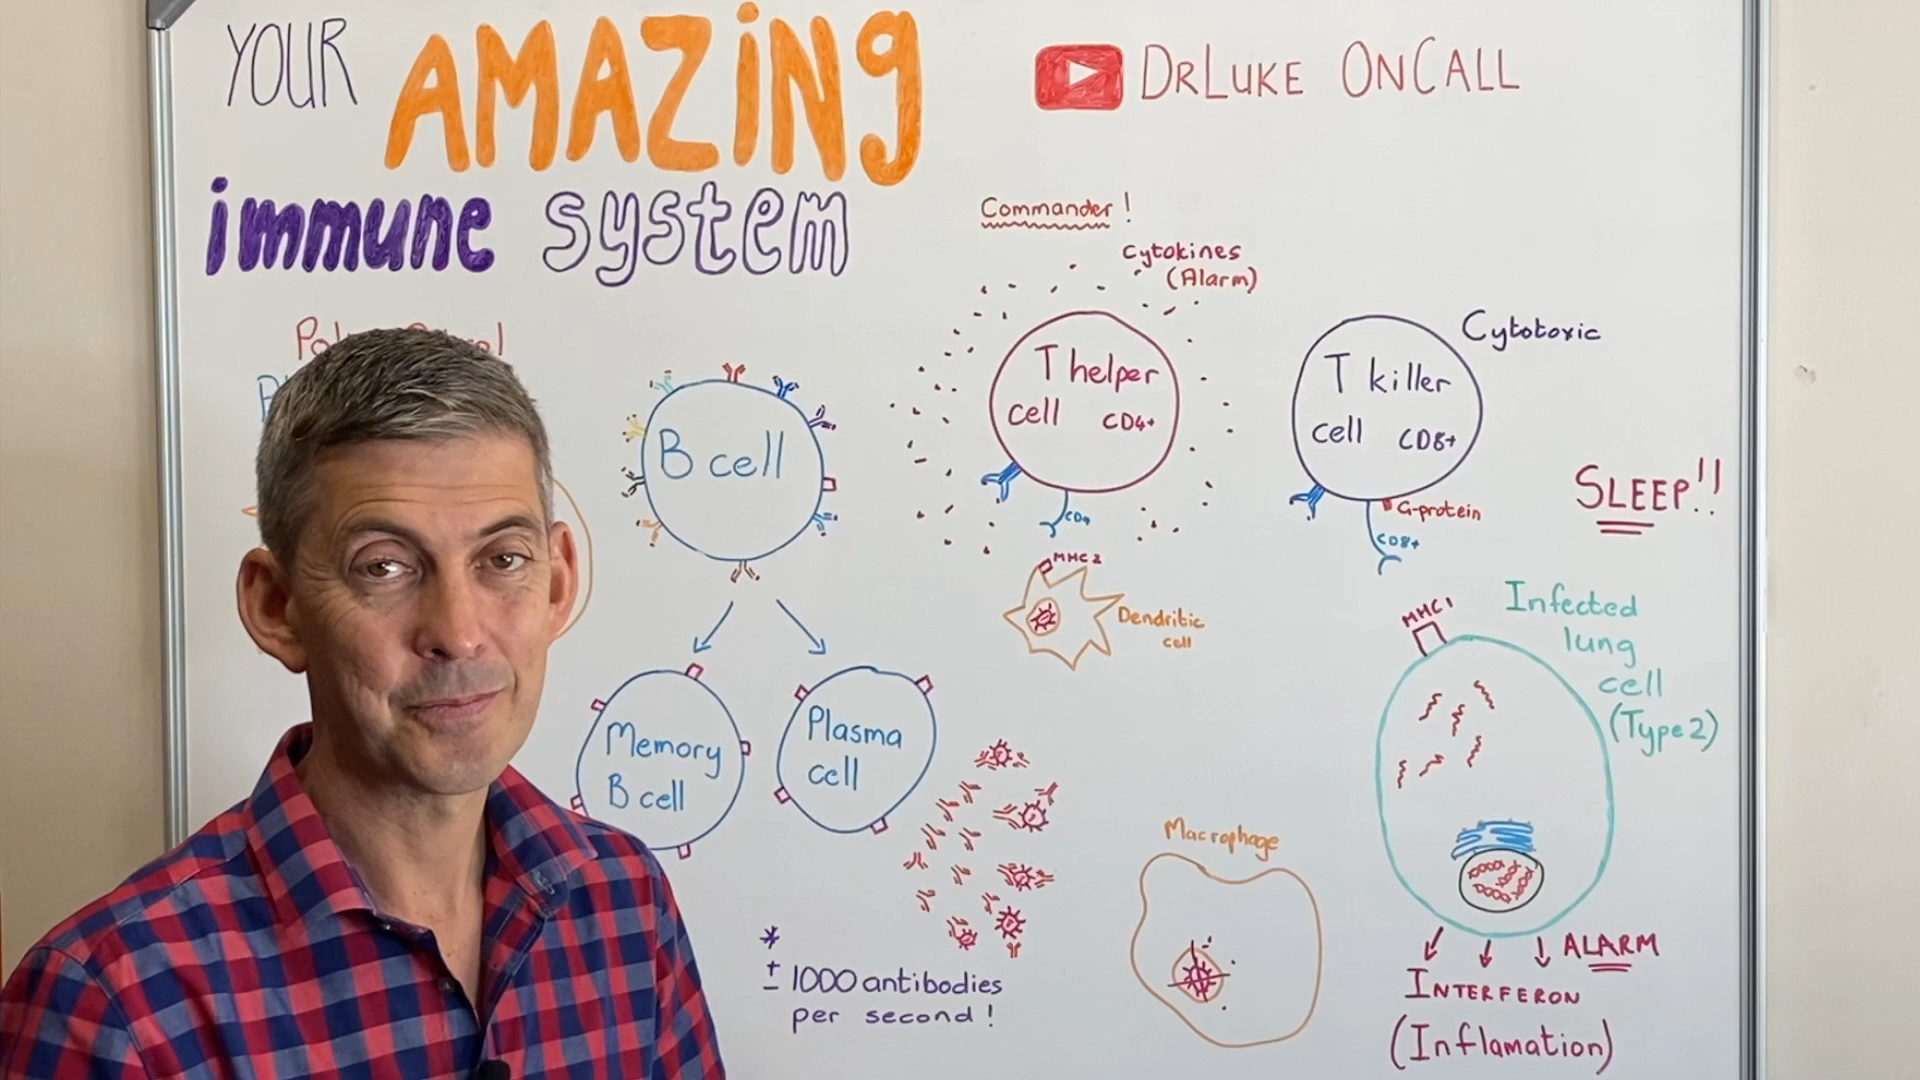 YOUR AMAZING
immune system
DRLUKE ONCALL
Commander!
Cytokines
(Alarm)
T helper
cell CD4+
CD4
MHC 2
Dendritic
cell
T killer
cell CD8+
Cytotoxic
G-protein
CD8+
SLEEP!!
B cell
Memory
B cell
Plasma
cell
*
± 1000 antibodies
per second!
Macrophage
MHC 1
Infected
lung
cell
(Type 2)
ALARM
INTERFERON
(Inflamation)